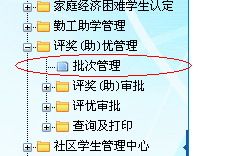 家庭经济困难学生认定
勤工助学管理
评奖(助)优管理
批次管理
评奖(助)审批
评优审批
查询及打印
社区学生管理中心